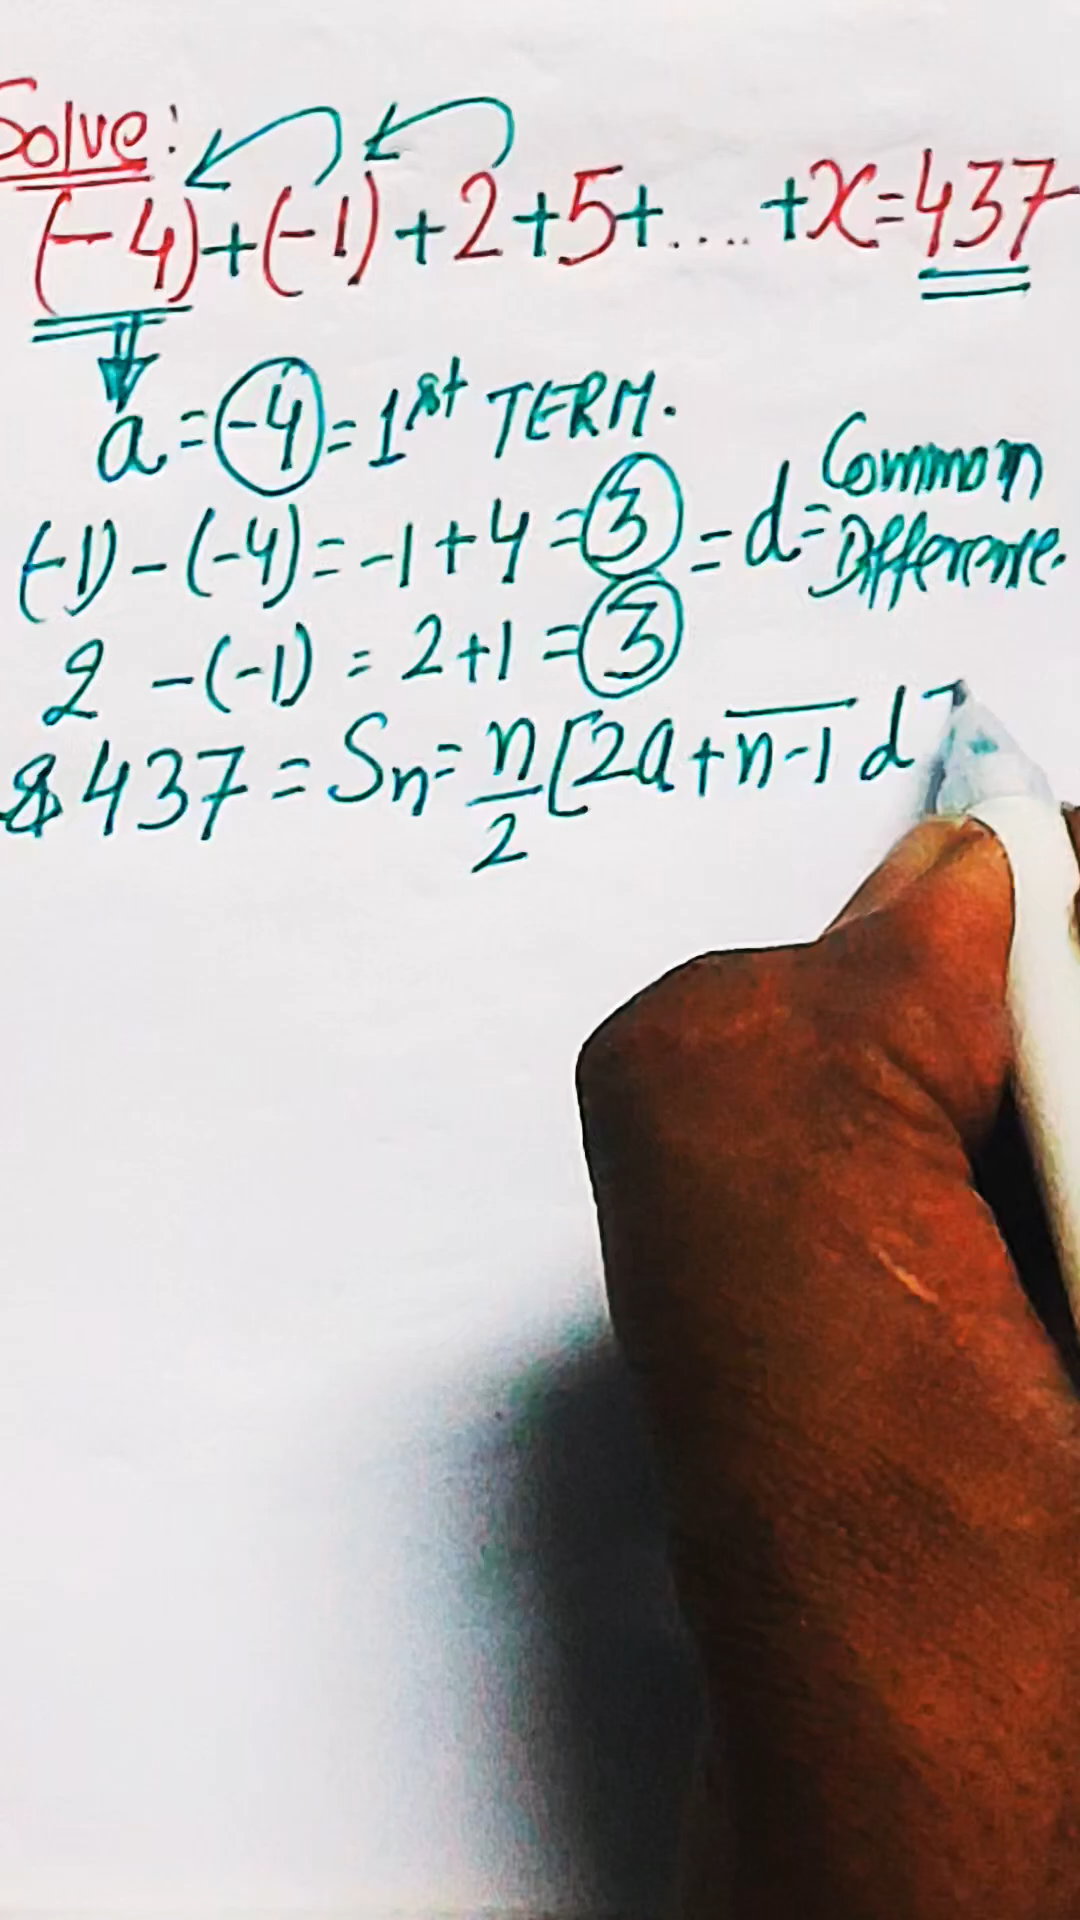 Solve:
(-4)+(-1)+2+5+....+x=437
a=-4=1st TERM.
(-1)-(-4)=-1+4=3=d=Common Difference.
2-(-1)=2+1=3
& 437=Sn=n/2[2a+n̅-̅1̅ d]